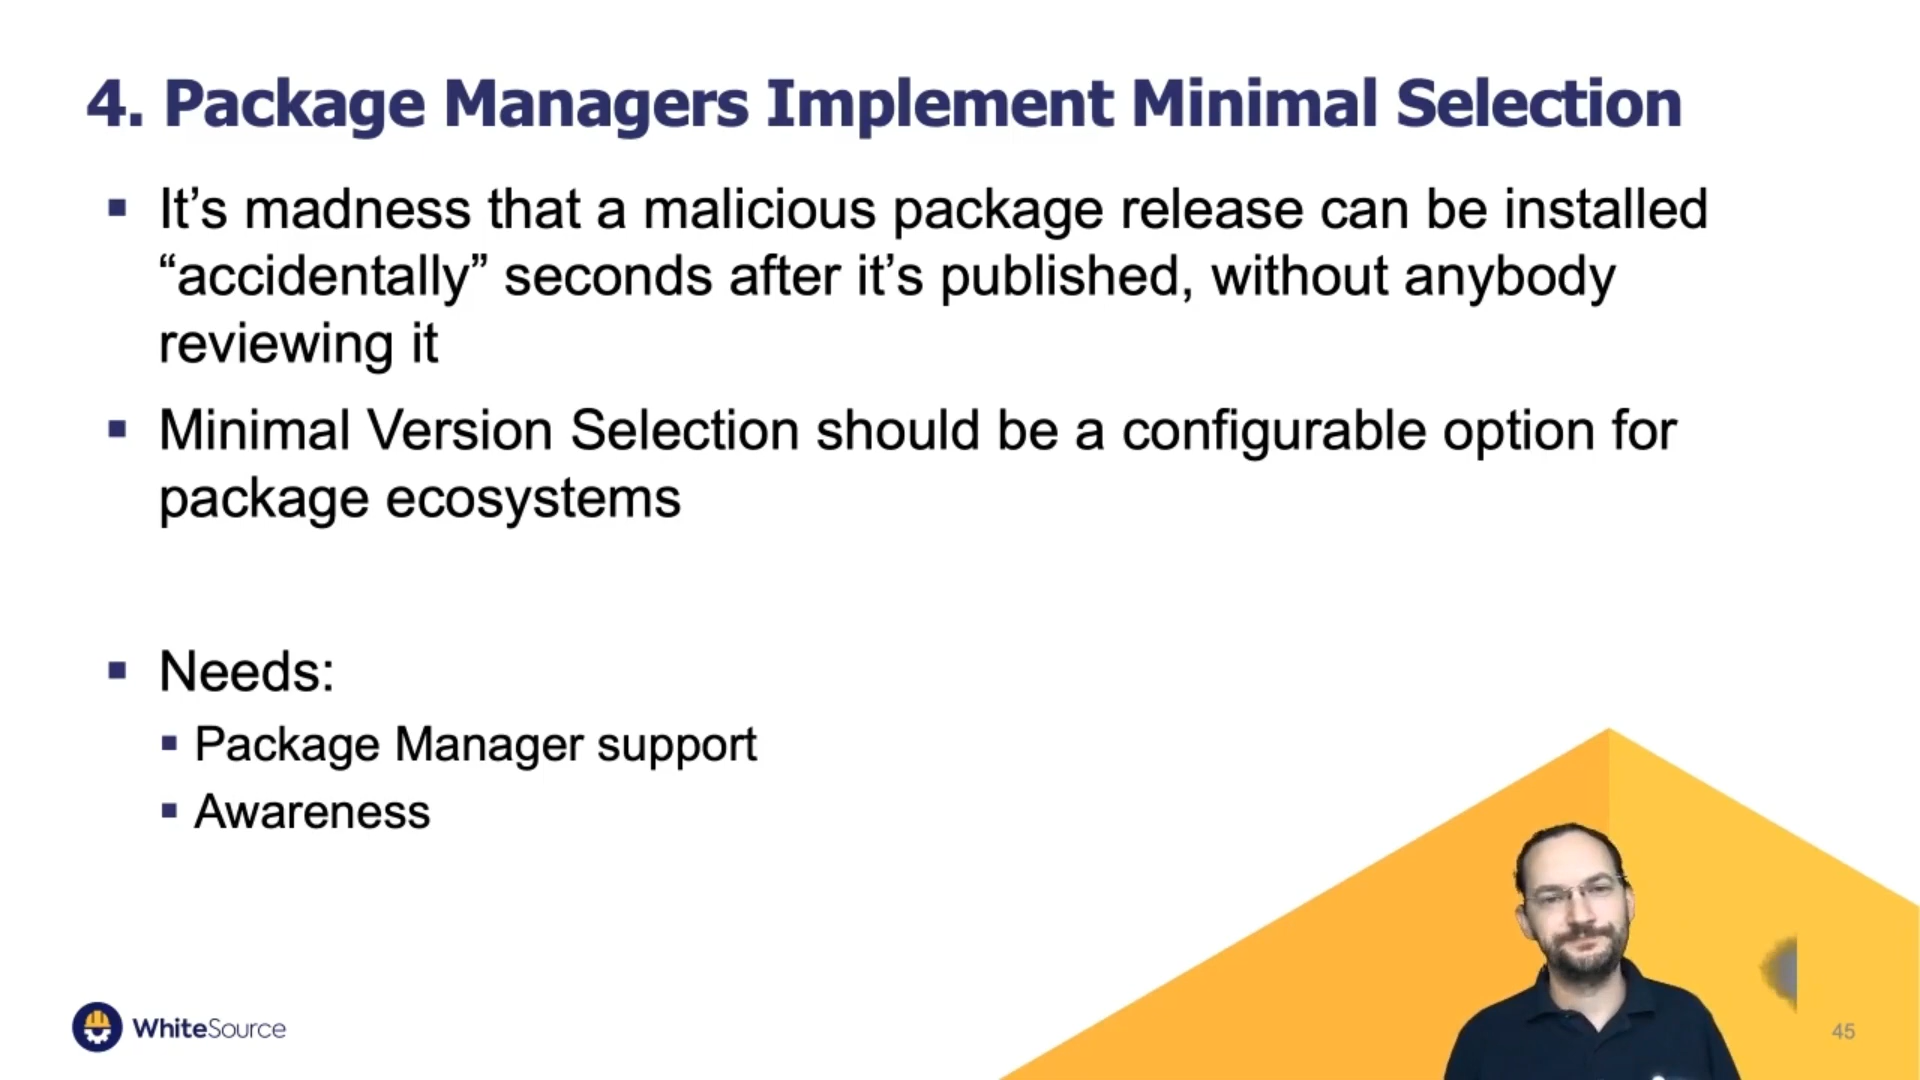 4. Package Managers Implement Minimal Selection
It’s madness that a malicious package release can be installed
“accidentally” seconds after it’s published, without anybody
reviewing it
Minimal Version Selection should be a configurable option for
package ecosystems
Needs:
Package Manager support
Awareness
WhiteSource
45